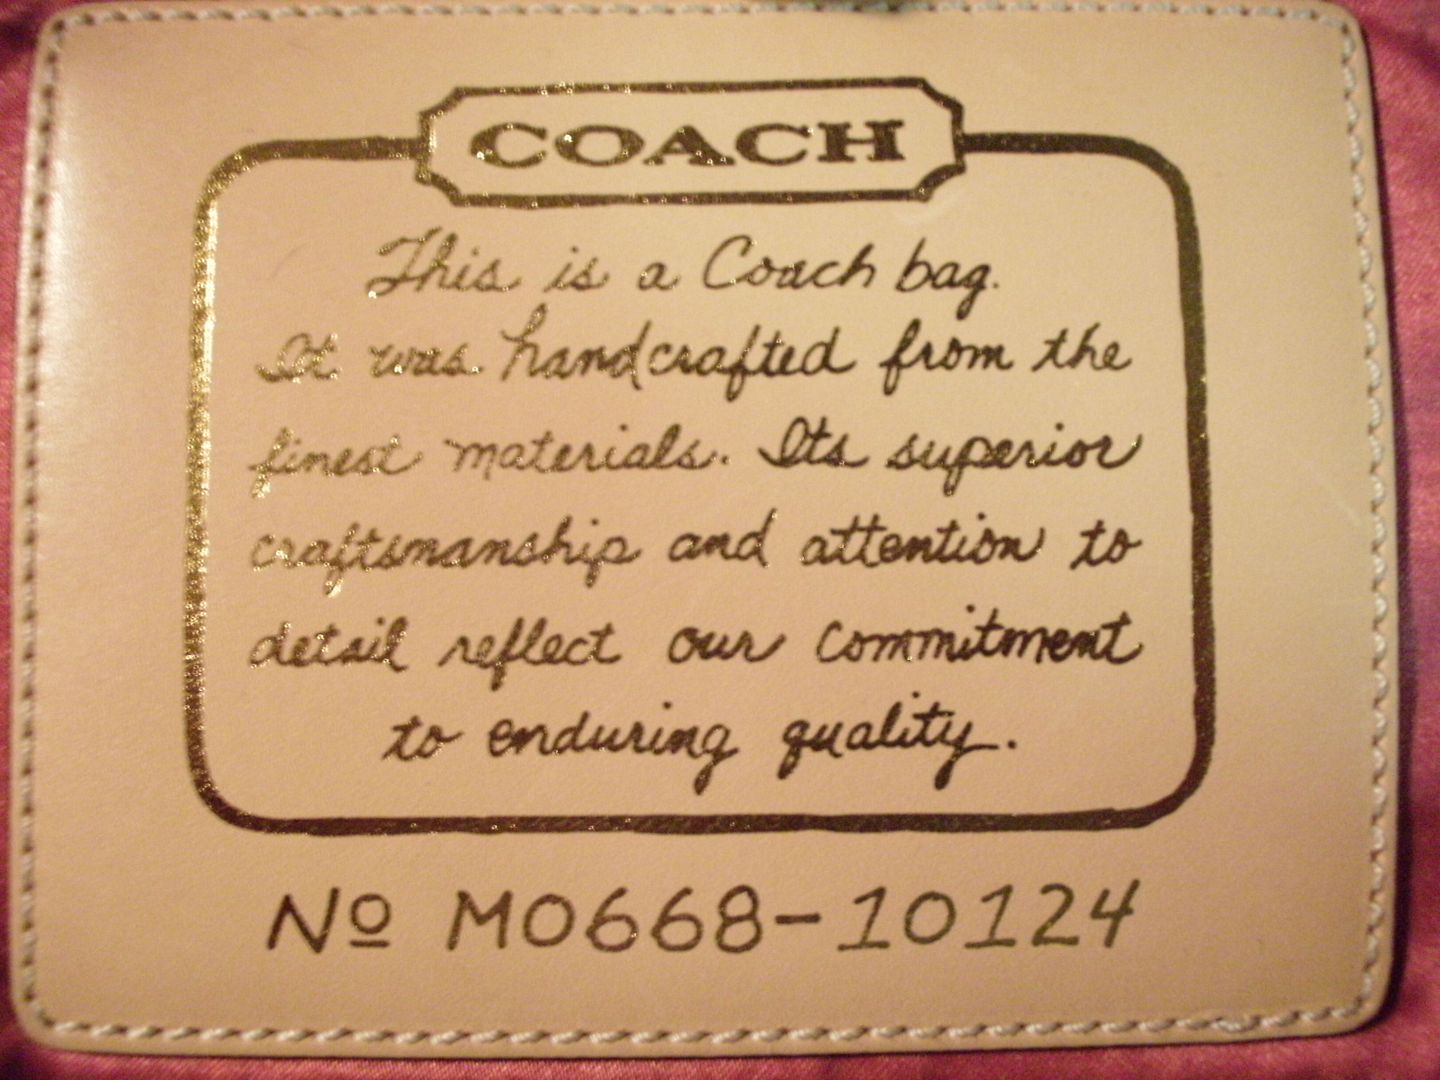 COACH
This is a Coach bag.
It was handcrafted from the
finest materials. Its superior
craftsmanship and attention to
detail reflect our commitment
to enduring quality.
Nº M0668-10124